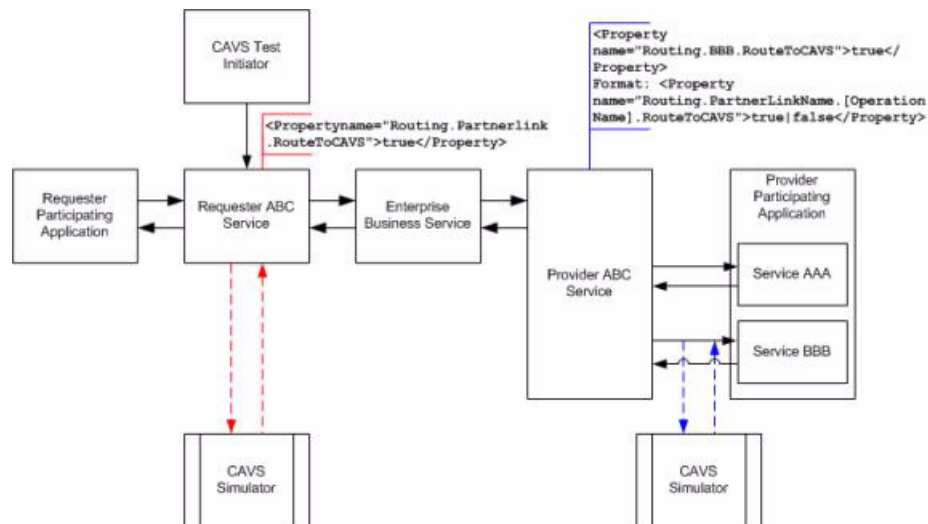 CAVS Test
Initiator
<Property
name="Routing.BBB.RouteToCAVS">true</
Property>
Format: <Property
name="Routing.PartnerLinkName.[Operation
Name].RouteToCAVS">true|false</Property>
<Propertyname="Routing.Partnerlink
.RouteToCAVS">true</Property>
Requester
Participating
Application
Requester ABC
Service
Enterprise
Business Service
Provider ABC
Service
Provider
Participating
Application
Service AAA
Service BBB
CAVS
Simulator
CAVS
Simulator